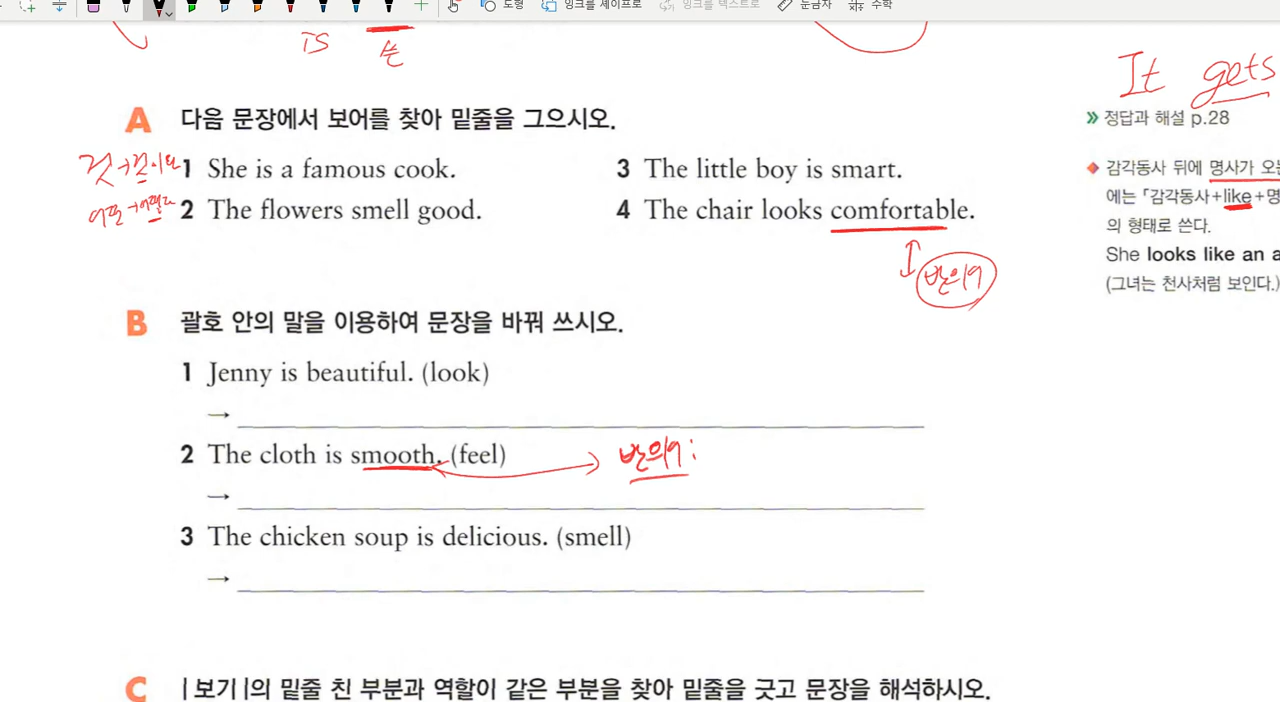 도형 잉크를 셰이프로 잉크를 텍스트로 눈금자 수학
is
쓴
It gets
A 다음 문장에서 보어를 찾아 밑줄을 그으시오.
» 정답과 해설 p.28
1 She is a famous cook.
2 The flowers smell good.
3 The little boy is smart.
4 The chair looks comfortable.
반의어
◆ 감각동사 뒤에 명사가 오는
에는 「감각동사+like+명
의 형태로 쓴다.
She looks like an a
(그녀는 천사처럼 보인다.)
B 괄호 안의 말을 이용하여 문장을 바꿔 쓰시오.
1 Jenny is beautiful. (look)
→
2 The cloth is smooth. (feel) 반의어:
→
3 The chicken soup is delicious. (smell)
→
C |보기|의 밑줄 친 부분과 역할이 같은 부분을 찾아 밑줄을 긋고 문장을 해석하시오.